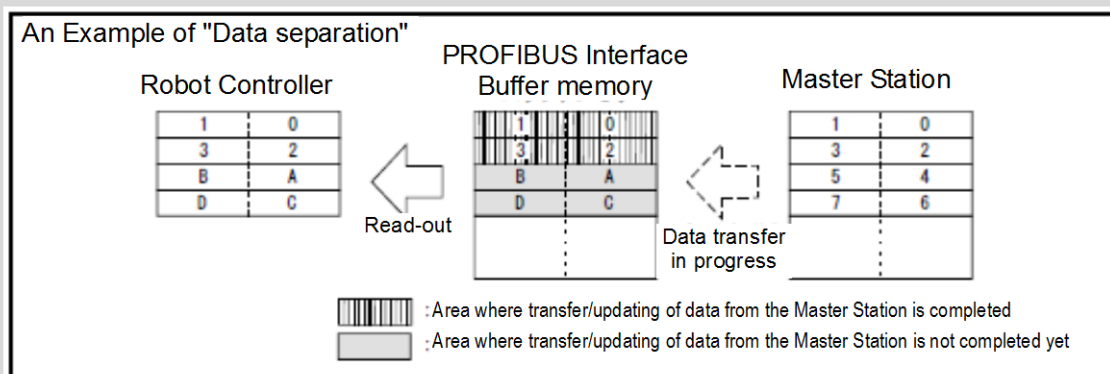 An Example of "Data separation"
PROFIBUS Interface
Buffer memory
Robot Controller
Master Station
1 0
3 2
B A
D C
1 0
3 2
B A
D C
1 0
3 2
5 4
7 6
Read-out
Data transfer
in progress
:Area where transfer/updating of data from the Master Station is completed
:Area where transfer/updating of data from the Master Station is not completed yet